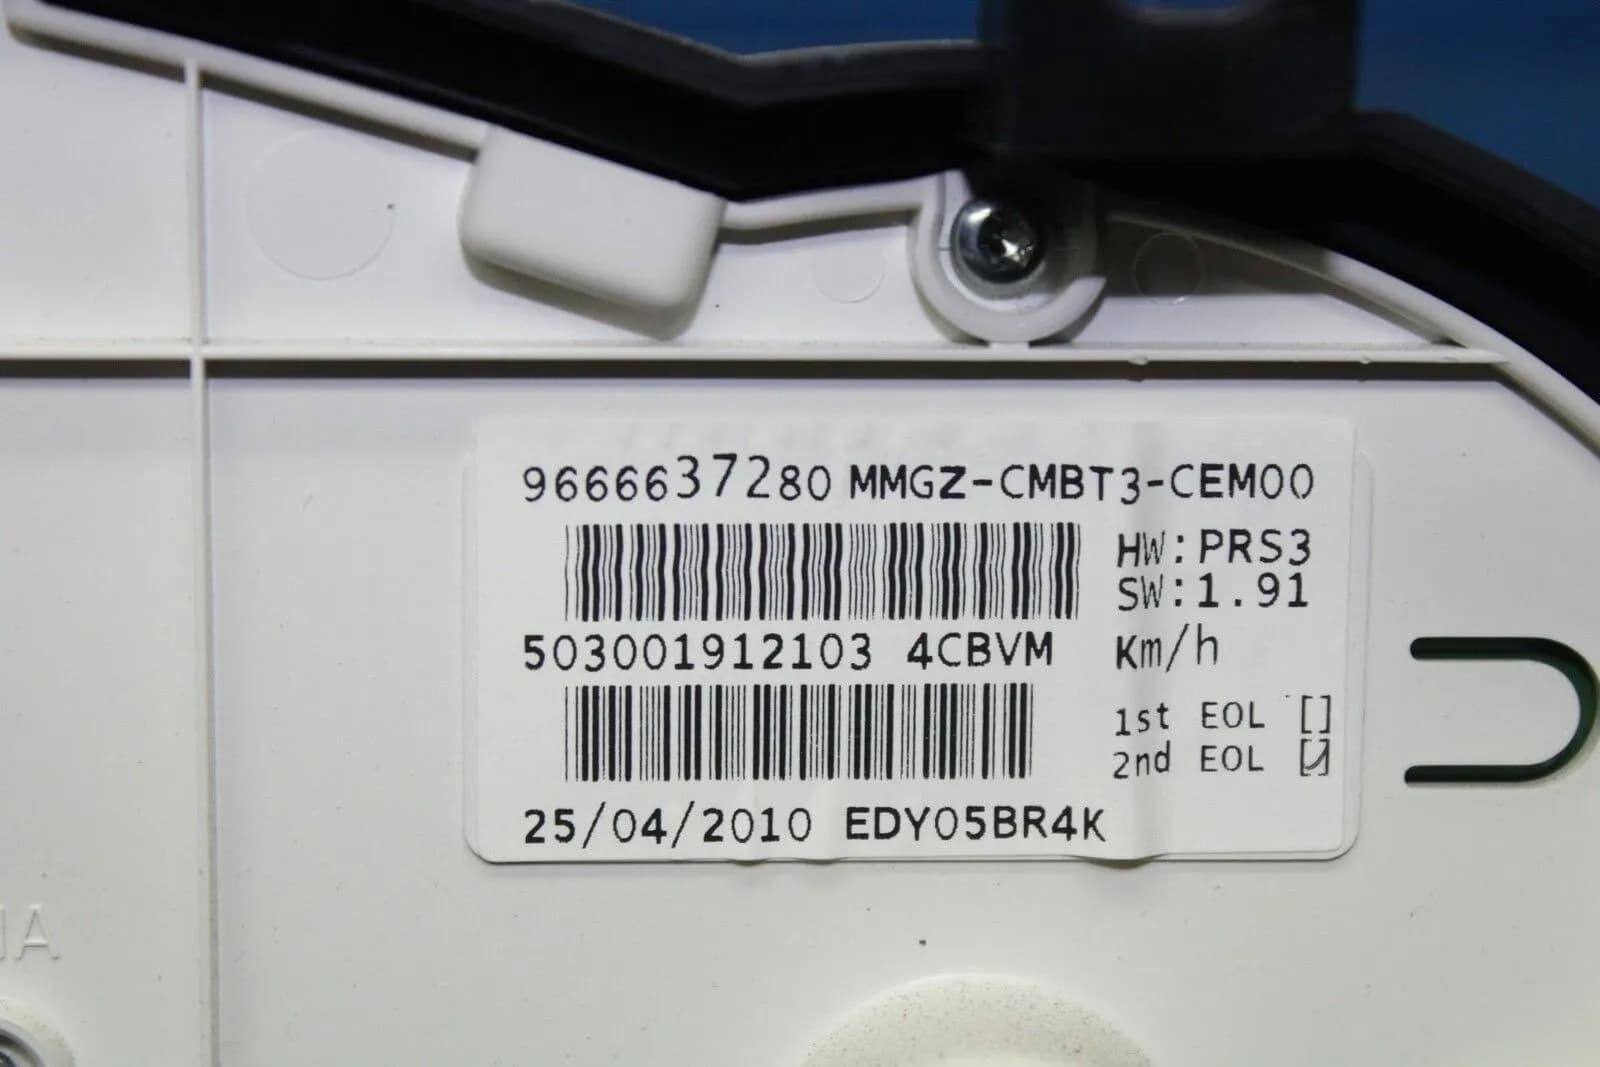 9666637280 MMGZ-CMBT3-CEM00
HW:PRS3
SW:1.91
503001912103 4CBVM
Km/h
1st EOL []
2nd EOL []
25/04/2010 EDY05BR4K